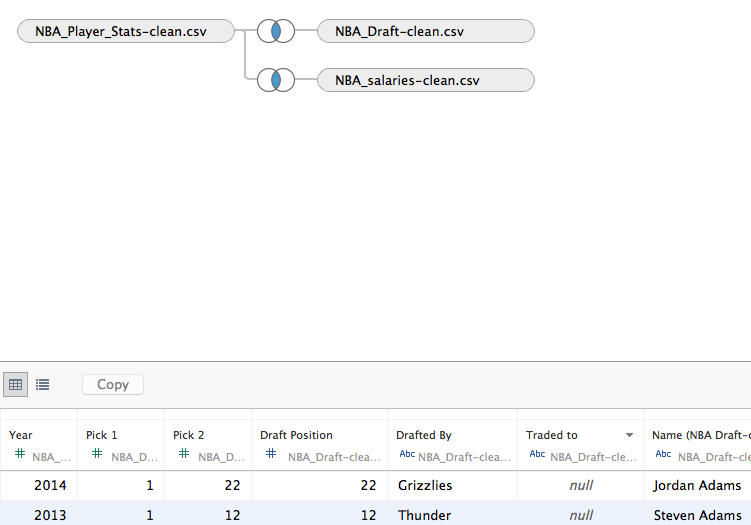 NBA_Player_Stats-clean.csv
NBA_Draft-clean.csv
NBA_salaries-clean.csv
Copy
Year Pick 1 Pick 2 Draft Position Drafted By Traded to Name (NBA Draft-c
# NBA_... # NBA_D... # NBA_D... # NBA_Draft-clea... Abc NBA_Draft-clea... Abc NBA_Draft-cle... Abc NBA_Draft-cle
2014 1 22 22 Grizzlies null Jordan Adams
2013 1 12 12 Thunder null Steven Adams